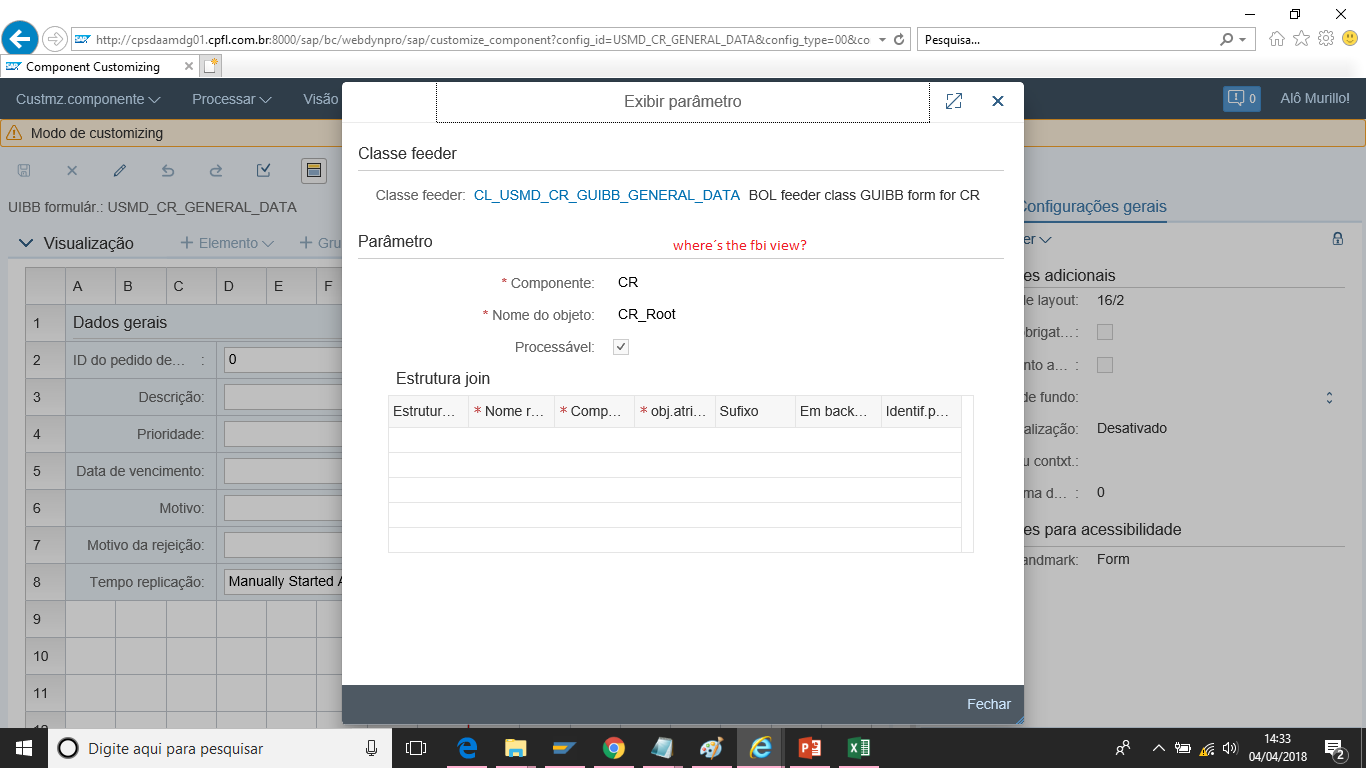 http://cpsdaamdg01.cpfl.com.br:8000/sap/bc/webdynpro/sap/customize_component?config_id=USMD_CR_GENERAL_DATA&config_type=00&co
Pesquisa...
SAP Component Customizing
Custmz.componente Processar Visão
Exibir parâmetro
0 Alô Murillo!
Modo de customizing
Classe feeder
Classe feeder: CL_USMD_CR_GUIBB_GENERAL_DATA BOL feeder class GUIBB form for CR
UIBB formulár.: USMD_CR_GENERAL_DATA
Configurações gerais
Visualização + Elemento + Gru
Parâmetro
where´s the fbi view?
er
A B C D E F
* Componente: CR
es adicionais
de layout: 16/2
1 Dados gerais
* Nome do objeto: CR_Root
obrigat... :
2 ID do pedido de... : 0
Processável:
nto a... :
3 Descrição:
Estrutura join
de fundo:
Estrutur... * Nome r... * Comp... * obj.atri... Sufixo Em back... Identif.p...
4 Prioridade:
alização: Desativado
5 Data de vencimento:
u contxt.:
6 Motivo:
ma d... : 0
7 Motivo da rejeição:
es para acessibilidade
8 Tempo replicação: Manually Started A
andmark: Form
9
10
11
Fechar
Digite aqui para pesquisar
14:33
04/04/2018
2